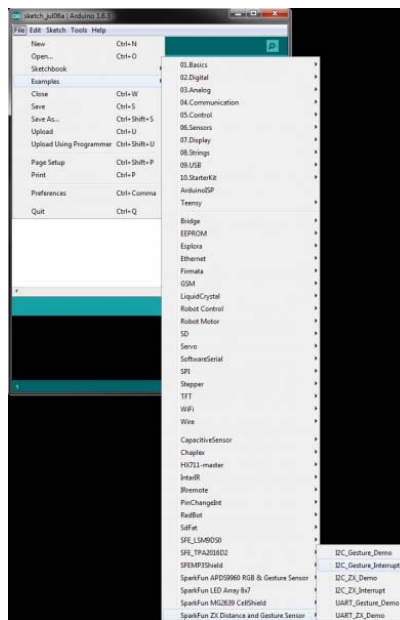 sketch_jul08a | Arduino 1.6.3
File Edit Sketch Tools Help
New Ctrl+N
Open... Ctrl+O
Sketchbook
Examples
Close Ctrl+W
Save Ctrl+S
Save As... Ctrl+Shift+S
Upload Ctrl+U
Upload Using Programmer Ctrl+Shift+U
Page Setup Ctrl+Shift+P
Print Ctrl+P
Preferences Ctrl+Comma
Quit Ctrl+Q
1
01.Basics
02.Digital
03.Analog
04.Communication
05.Control
06.Sensors
07.Display
08.Strings
09.USB
10.StarterKit
ArduinoISP
Teensy
Bridge
EEPROM
Esplora
Ethernet
Firmata
GSM
LiquidCrystal
Robot Control
Robot Motor
SD
Servo
SoftwareSerial
SPI
Stepper
TFT
WiFi
Wire
CapacitiveSensor
Chaplex
HX711-master
IRremote
PinChangeInt
RedBot
SdFat
SFE_LSM9DS0
SFE_TPA2016D2
SFEMP3Shield
SparkFun APDS9960 RGB & Gesture Sensor
SparkFun LED Array 8x7
SparkFun MG2639 CellShield
SparkFun ZX Distance and Gesture Sensor
I2C_Gesture_Demo
I2C_Gesture_Interrupt
I2C_ZX_Demo
I2C_ZX_Interrupt
UART_Gesture_Demo
UART_ZX_Demo